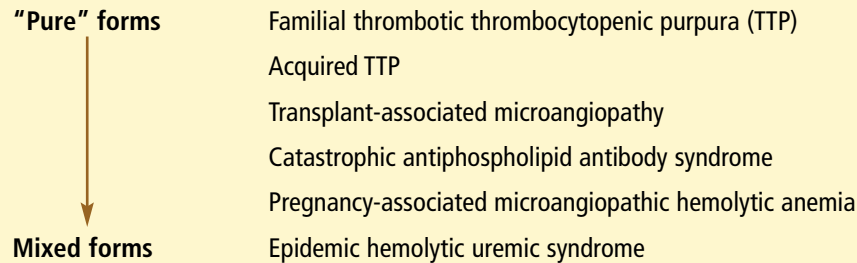 “Pure” forms Familial thrombotic thrombocytopenic purpura (TTP)
Acquired TTP
Transplant-associated microangiopathy
Catastrophic antiphospholipid antibody syndrome
Pregnancy-associated microangiopathic hemolytic anemia
Mixed forms Epidemic hemolytic uremic syndrome